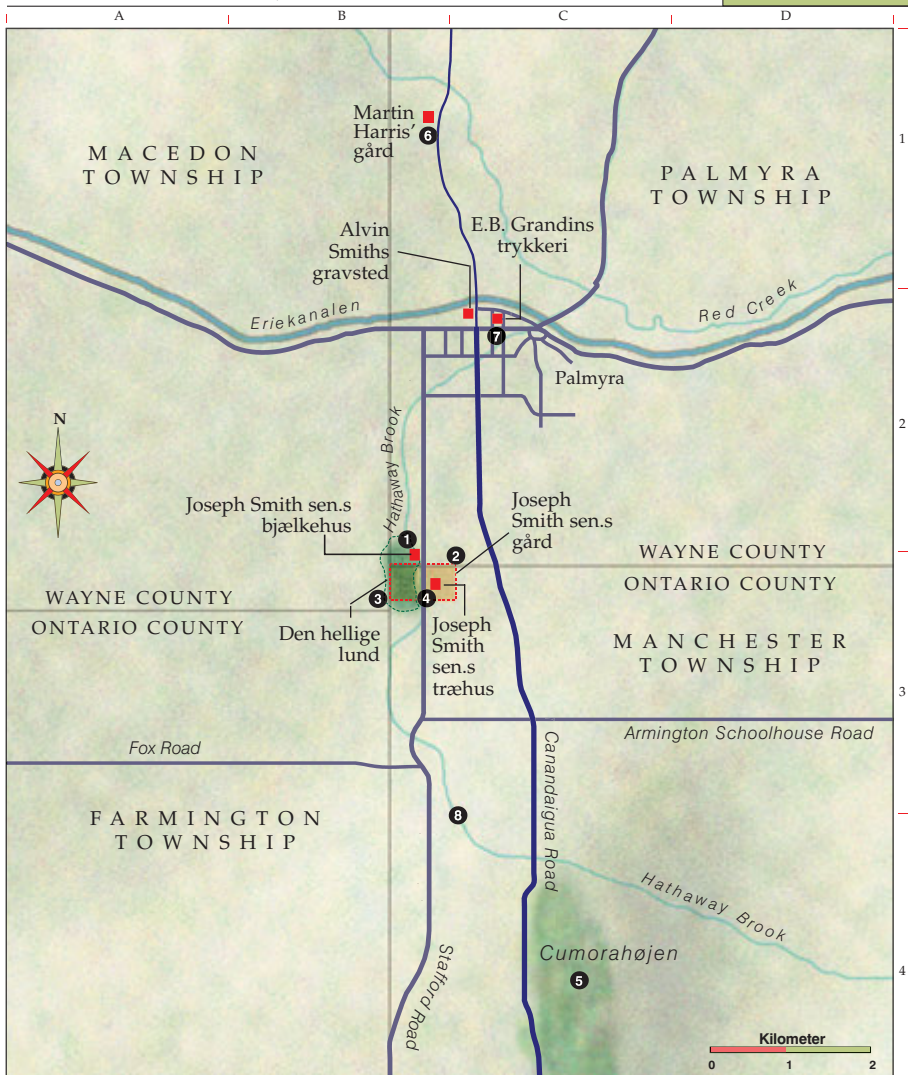 A
B
C
D
Martin
Harris'
gård
6
1
MACEDON
TOWNSHIP
PALMYRA
TOWNSHIP
Alvin
Smiths
gravsted
E.B. Grandins
trykkeri
Eriekanalen
Red Creek
7
Palmyra
N
2
Hathaway Brook
Joseph Smith sen.s
bjælkehus
Joseph
Smith sen.s
gård
1
2
WAYNE COUNTY
ONTARIO COUNTY
WAYNE COUNTY
ONTARIO COUNTY
3
4
Den hellige
lund
Joseph
Smith
sen.s
træhus
MANCHESTER
TOWNSHIP
3
Armington Schoolhouse Road
Fox Road
Canandaigua Road
FARMINGTON
TOWNSHIP
8
Hathaway Brook
Stafford Road
Cumorahøjen
5
4
Kilometer
0
1
2